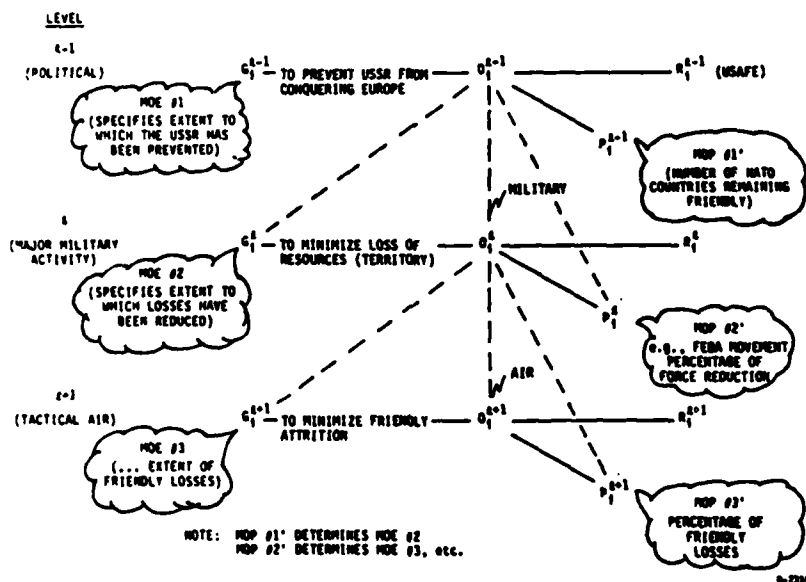 LEVEL
ℓ-1
(POLITICAL)
MOE #1
(SPECIFIES EXTENT TO
WHICH THE USSR HAS
BEEN PREVENTED)
G₁^ℓ-1
TO PREVENT USSR FROM
CONQUERING EUROPE
O₁^ℓ-1
R₁^ℓ-1 (USAFE)
P₁^ℓ-1
MOP #1'
(NUMBER OF NATO
COUNTRIES REMAINING
FRIENDLY)
MILITARY
ℓ
(MAJOR MILITARY
ACTIVITY)
MOE #2
(SPECIFIES EXTENT TO
WHICH LOSSES HAVE
BEEN REDUCED)
G₁^ℓ
TO MINIMIZE LOSS OF
RESOURCES (TERRITORY)
O₁^ℓ
R₁^ℓ
P₁^ℓ
MOP #2'
e.g., FEBA MOVEMENT
PERCENTAGE OF
FORCE REDUCTION
AIR
ℓ+1
(TACTICAL AIR)
MOE #3
(... EXTENT OF
FRIENDLY LOSSES)
G₁^ℓ+1
TO MINIMIZE FRIENDLY
ATTRITION
O₁^ℓ+1
R₁^ℓ+1
P₁^ℓ+1
MOP #3'
PERCENTAGE OF
FRIENDLY
LOSSES
NOTE: MOP #1' DETERMINES MOE #2
MOP #2' DETERMINES MOE #3, etc.